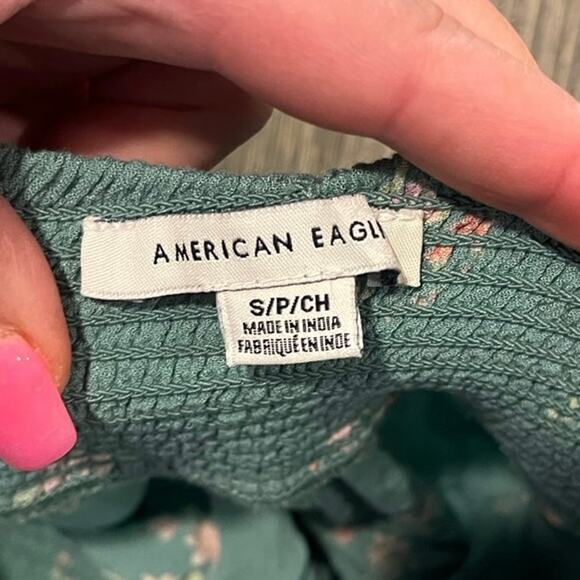 AMERICAN EAGL
S/P/CH
MADE IN INDIA
FABRIQUÉ EN INDE